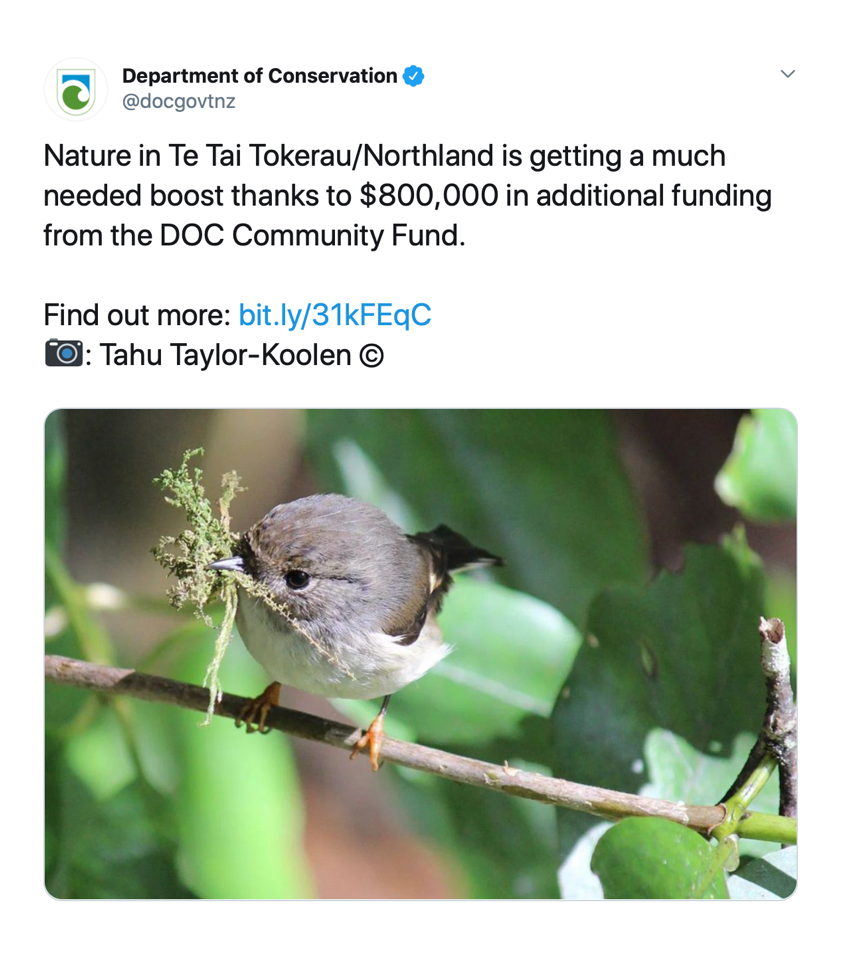 Department of Conservation
@docgovtnz
Nature in Te Tai Tokerau/Northland is getting a much
needed boost thanks to $800,000 in additional funding
from the DOC Community Fund.
Find out more: bit.ly/31kFEqC
📷: Tahu Taylor-Koolen ©